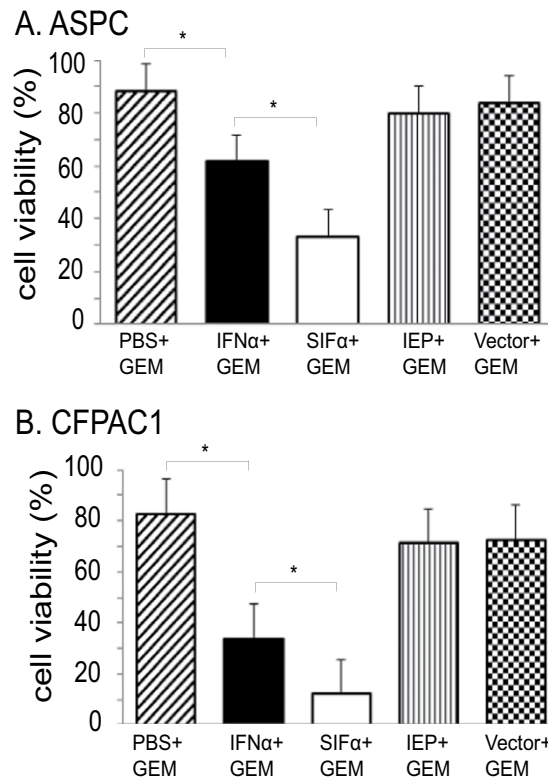 A. ASPC
*
*
cell viability (%)
100
80
60
40
20
0
PBS+ IFNα+ SIFα+ IEP+ Vector+
GEM GEM GEM GEM GEM
B. CFPAC1
*
*
cell viability (%)
100
80
60
40
20
0
PBS+ IFNα+ SIFα+ IEP+ Vector+
GEM GEM GEM GEM GEM